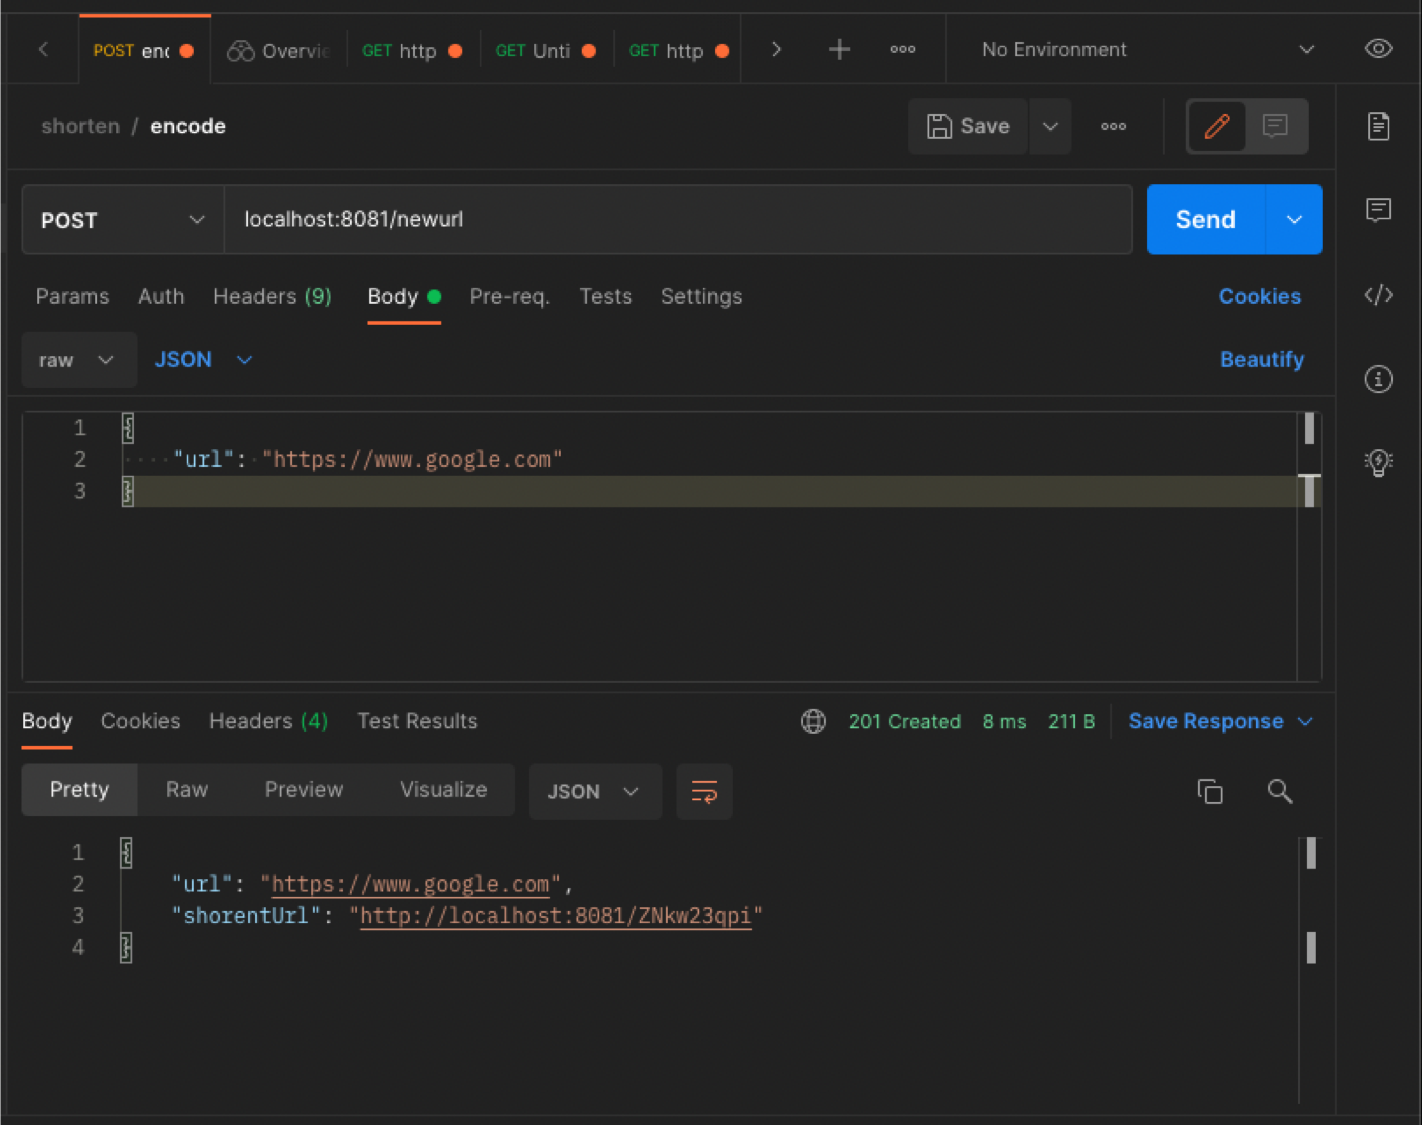 POST enc Overvie GET http GET Unti GET http No Environment
shorten / encode Save
POST localhost:8081/newurl Send
Params Auth Headers (9) Body Pre-req. Tests Settings Cookies
raw JSON Beautify
1 {
2 "url": "https://www.google.com"
3 }
Body Cookies Headers (4) Test Results 201 Created 8 ms 211 B Save Response
Pretty Raw Preview Visualize JSON
1 {
2 "url": "https://www.google.com",
3 "shorentUrl": "http://localhost:8081/ZNkw23qpi"
4 }